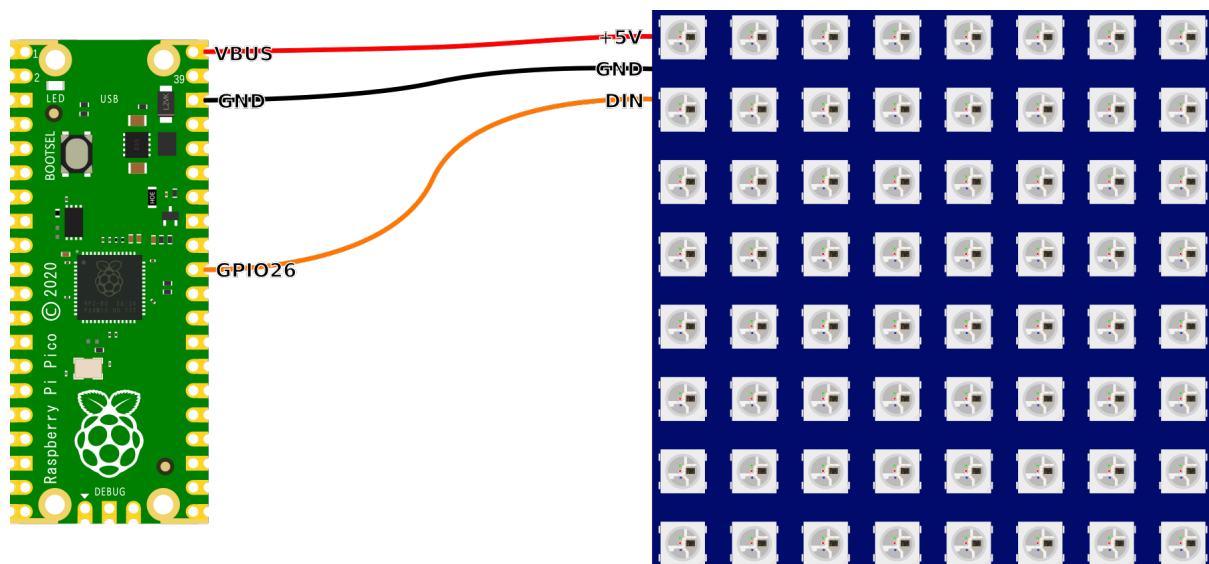 1
2
39
LED
USB
BOOTSEL
Raspberry Pi Pico © 2020
DEBUG
VBUS
GND
GPIO26
+5V
GND
DIN